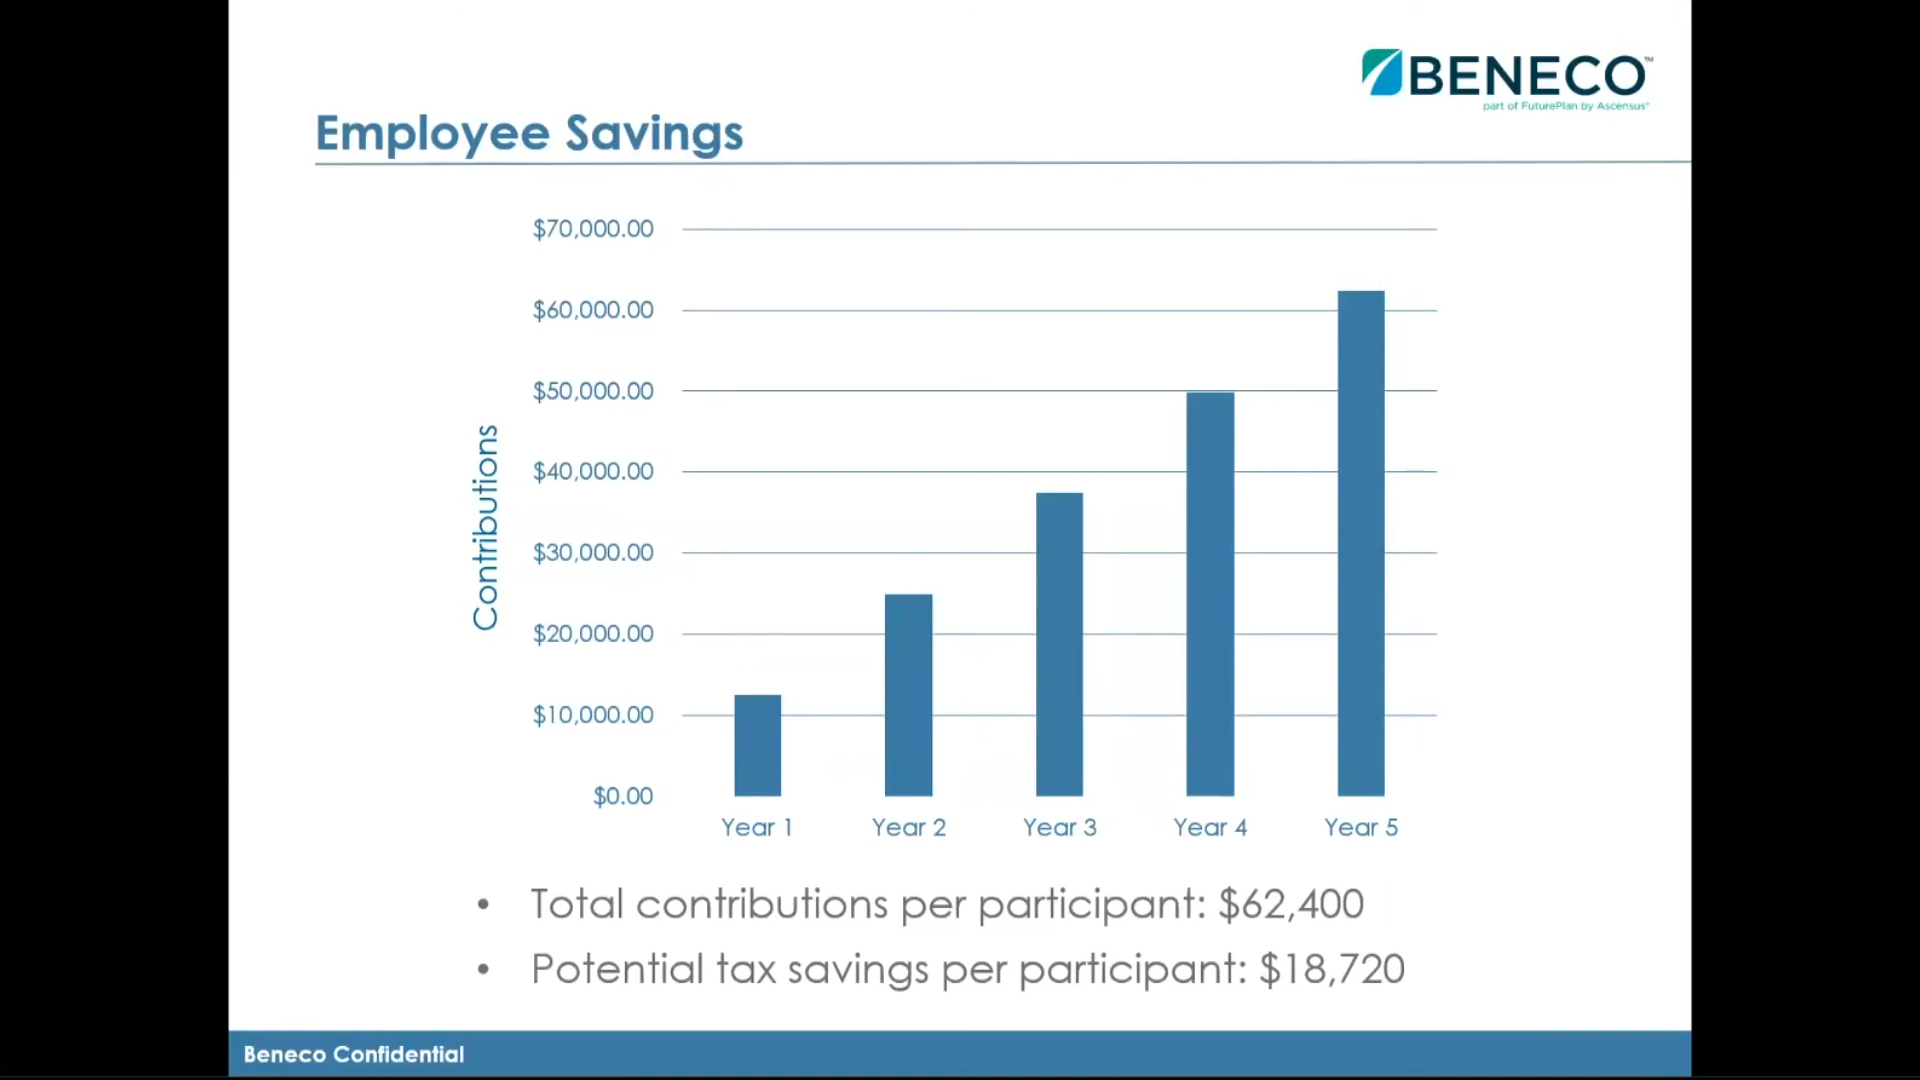 BENECO™
part of FuturePlan by Ascensus®
Employee Savings
$70,000.00
$60,000.00
$50,000.00
$40,000.00
$30,000.00
$20,000.00
$10,000.00
$0.00
Contributions
Year 1 Year 2 Year 3 Year 4 Year 5
• Total contributions per participant: $62,400
• Potential tax savings per participant: $18,720
Beneco Confidential